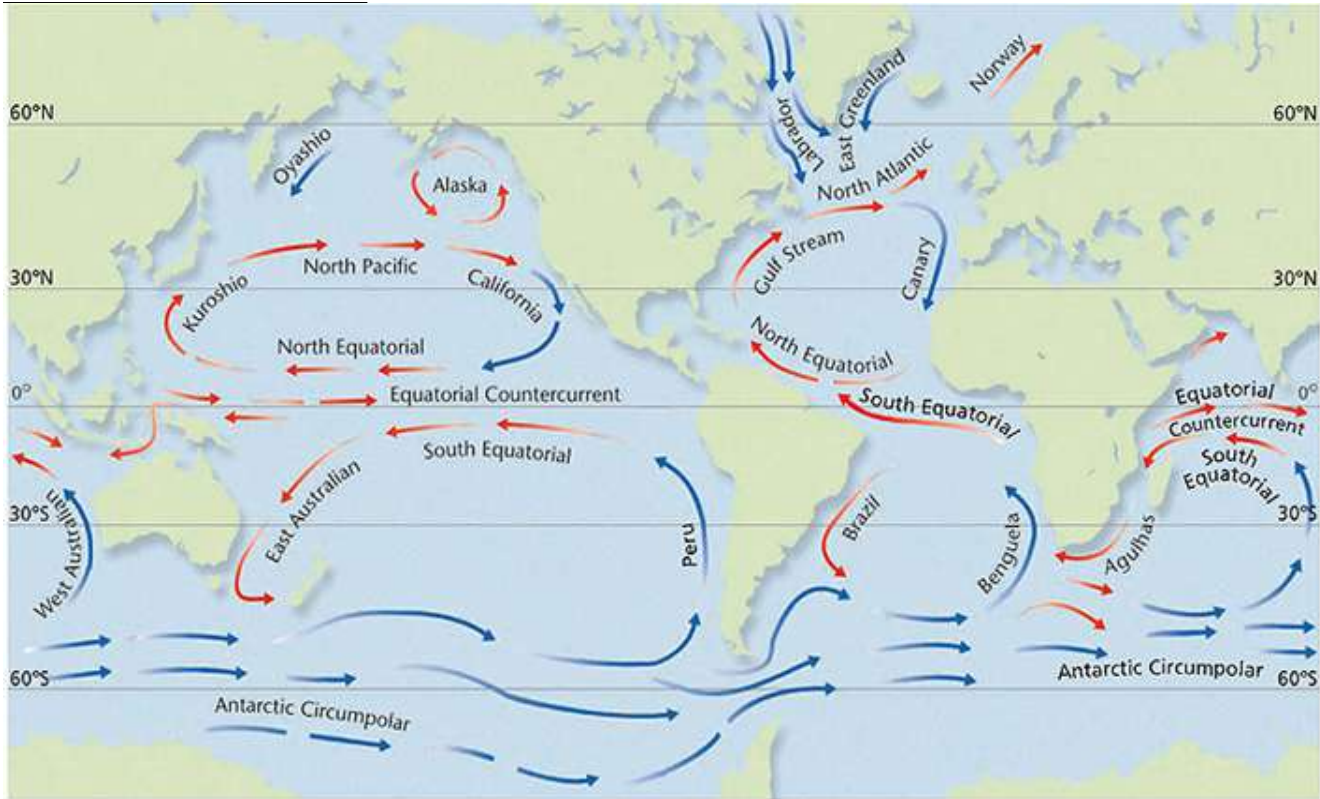 Norway
East Greenland
Labrador
60°N
60°N
Oyashio
Alaska
North Atlantic
North Pacific
Gulf Stream
Canary
30°N
30°N
Kuroshio
California
North Equatorial
North Equatorial
0°
Equatorial Countercurrent
South Equatorial
Equatorial
Countercurrent
0°
South Equatorial
South
Equatorial
West Australian
30°S
East Australian
Peru
Brazil
Benguela
Agulhas
30°S
60°S
Antarctic Circumpolar
Antarctic Circumpolar
60°S